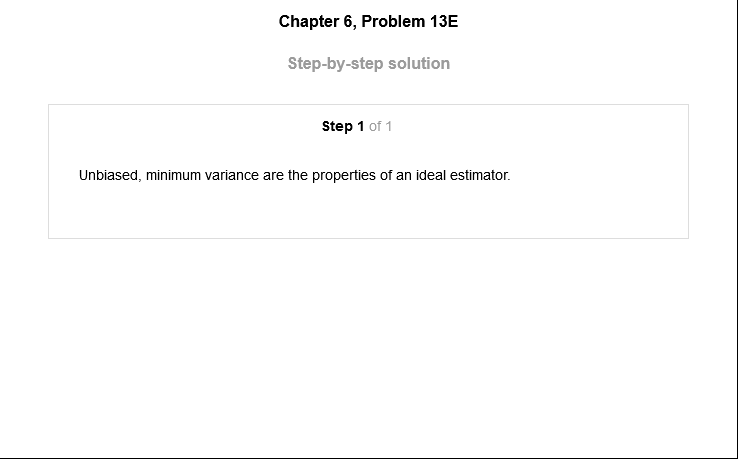 Chapter 6, Problem 13E
Step-by-step solution
Step 1 of 1
Unbiased, minimum variance are the properties of an ideal estimator.